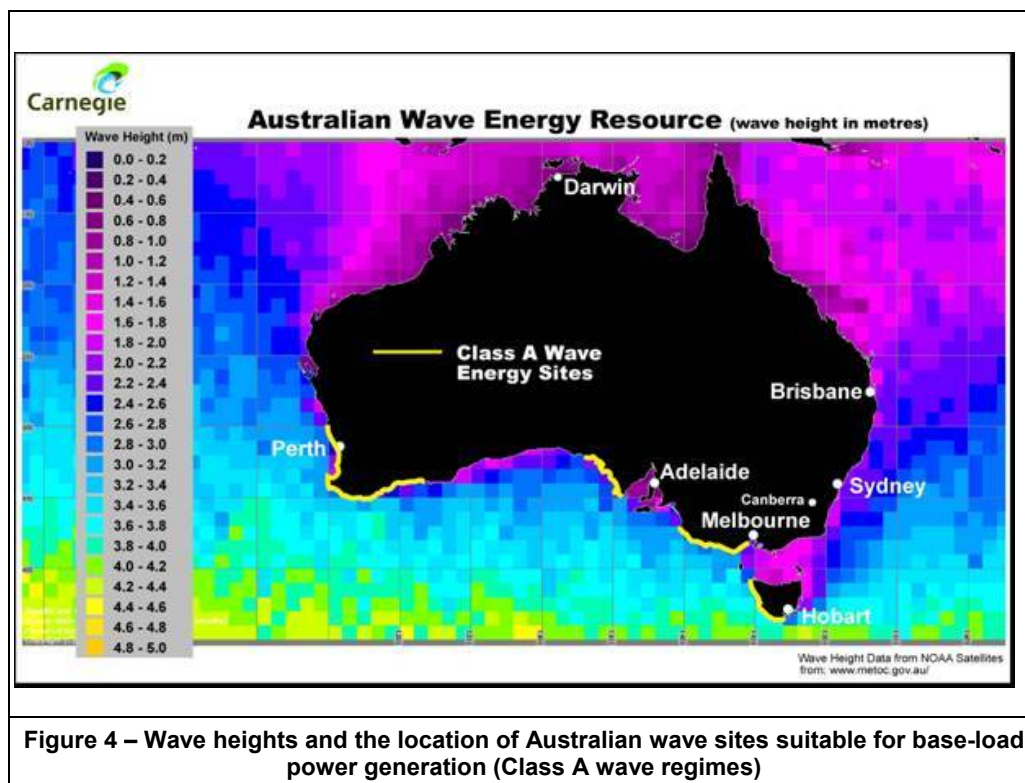 Carnegie
Australian Wave Energy Resource (wave height in metres)
Wave Height (m)
0.0 - 0.2
0.2 - 0.4
0.4 - 0.6
0.6 - 0.8
0.8 - 1.0
1.0 - 1.2
1.2 - 1.4
1.4 - 1.6
1.6 - 1.8
1.8 - 2.0
2.0 - 2.2
2.2 - 2.4
2.4 - 2.6
2.6 - 2.8
2.8 - 3.0
3.0 - 3.2
3.2 - 3.4
3.4 - 3.6
3.6 - 3.8
3.8 - 4.0
4.0 - 4.2
4.2 - 4.4
4.4 - 4.6
4.6 - 4.8
4.8 - 5.0
Darwin
Class A Wave
Energy Sites
Brisbane
Perth
Adelaide
Sydney
Canberra
Melbourne
Hobart
Wave Height Data from NOAA Satellites
from: www.metoc.gov.au/
Figure 4 – Wave heights and the location of Australian wave sites suitable for base-load
power generation (Class A wave regimes)